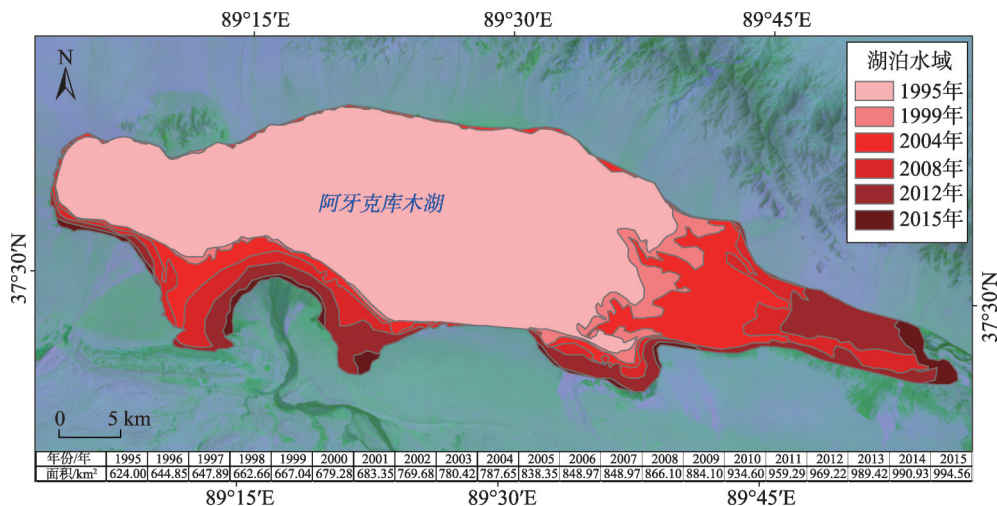 89°15′E 89°30′E 89°45′E
N
湖泊水域
1995年
1999年
2004年
2008年
2012年
2015年
阿牙克库木湖
37°30′N
37°30′N
0 5 km
年份/年 1995 1996 1997 1998 1999 2000 2001 2002 2003 2004 2005 2006 2007 2008 2009 2010 2011 2012 2013 2014 2015
面积/km² 624.00 644.85 647.89 662.66 667.04 679.28 683.35 769.68 780.42 787.65 838.35 848.97 848.97 866.10 884.10 934.60 959.29 969.22 989.42 990.93 994.56
89°15′E 89°30′E 89°45′E